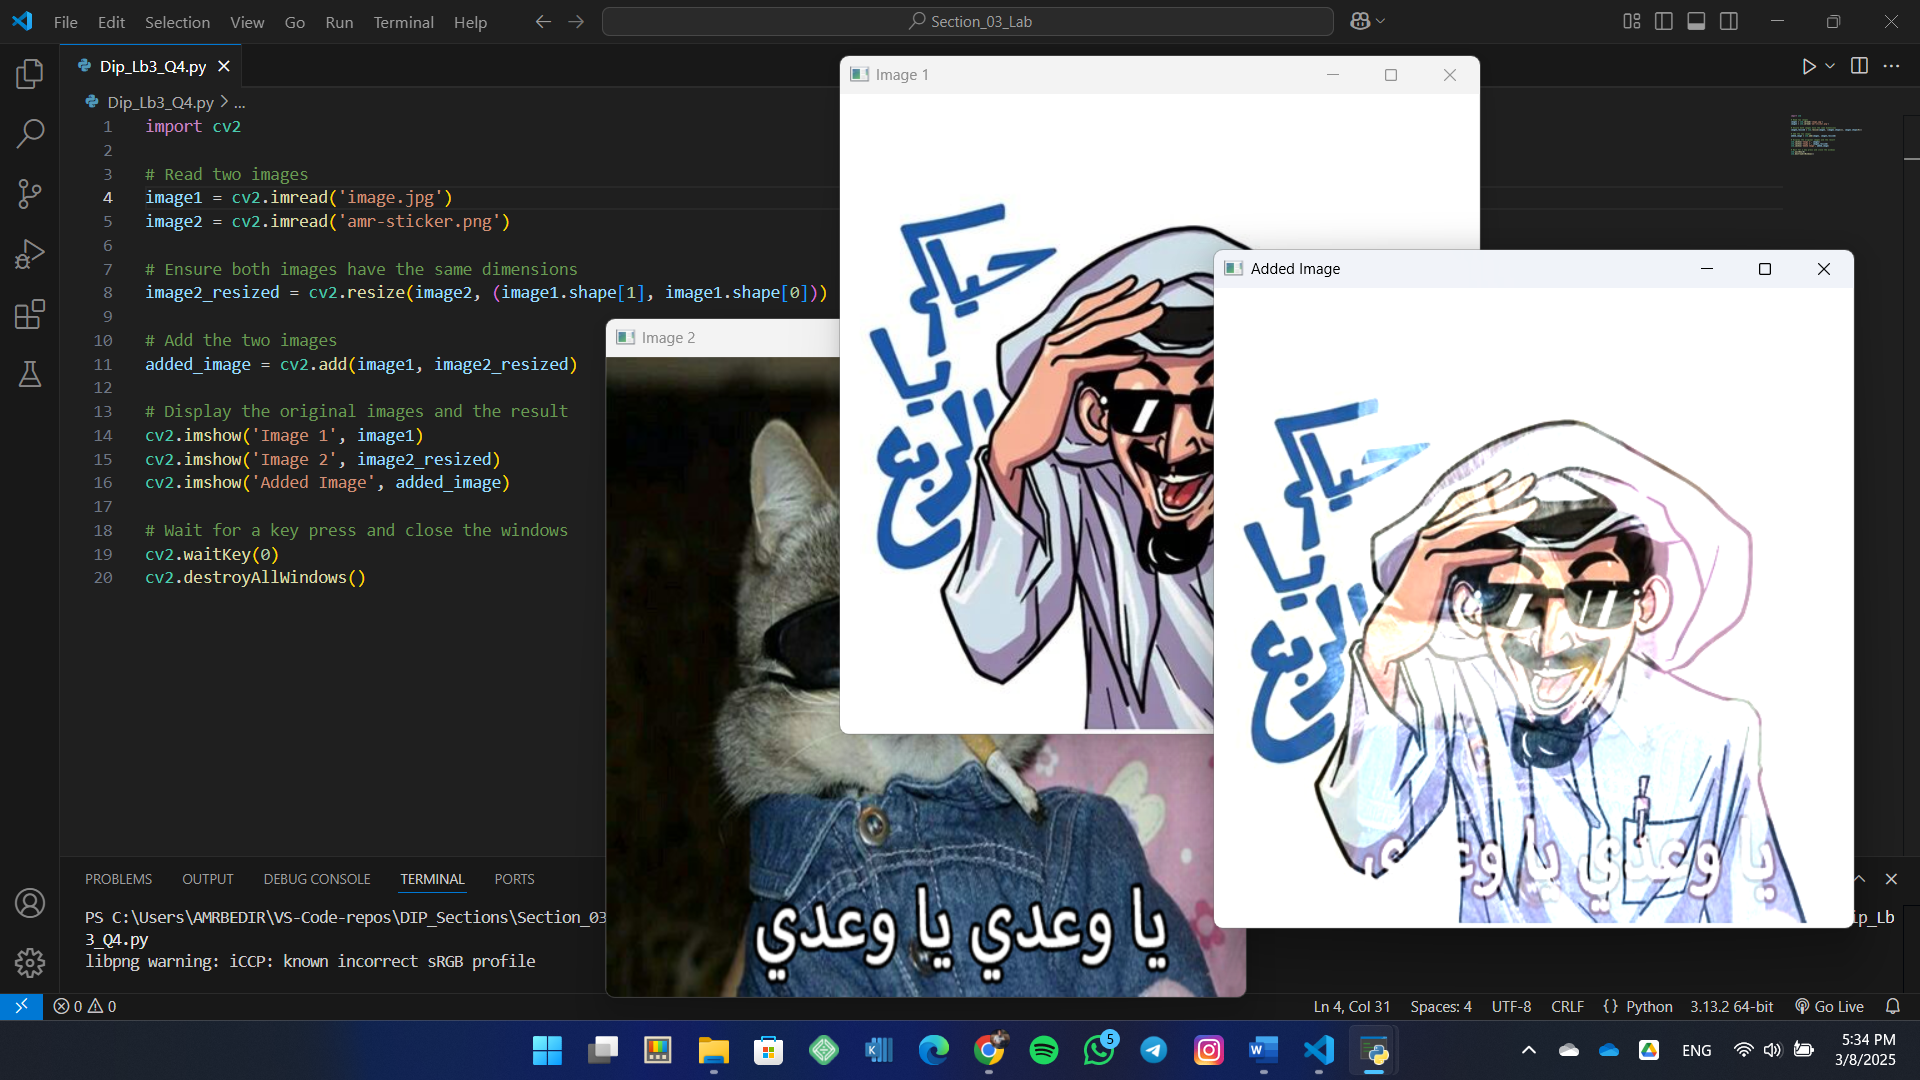 File Edit Selection View Go Run Terminal Help
Section_03_Lab
Dip_Lb3_Q4.py
Dip_Lb3_Q4.py > ...
1 import cv2
2
3 # Read two images
4 image1 = cv2.imread('image.jpg')
5 image2 = cv2.imread('amr-sticker.png')
6
7 # Ensure both images have the same dimensions
8 image2_resized = cv2.resize(image2, (image1.shape[1], image1.shape[0]))
9
10 # Add the two images
11 added_image = cv2.add(image1, image2_resized)
12
13 # Display the original images and the result
14 cv2.imshow('Image 1', image1)
15 cv2.imshow('Image 2', image2_resized)
16 cv2.imshow('Added Image', added_image)
17
18 # Wait for a key press and close the windows
19 cv2.waitKey(0)
20 cv2.destroyAllWindows()
Image 1
حياكم
يا
الربع
Added Image
حياكم
يا
الربع
يا وعدي يا وعدي
Image 2
يا وعدي يا وعدي
PROBLEMS OUTPUT DEBUG CONSOLE TERMINAL PORTS
PS C:\Users\AMRBEDIR\VS-Code-repos\DIP_Sections\Section_03
ip_Lb
3_Q4.py
libpng warning: iCCP: known incorrect sRGB profile
0 0
Ln 4, Col 31 Spaces: 4 UTF-8 CRLF {} Python 3.13.2 64-bit Go Live
5
ENG
5:34 PM
3/8/2025